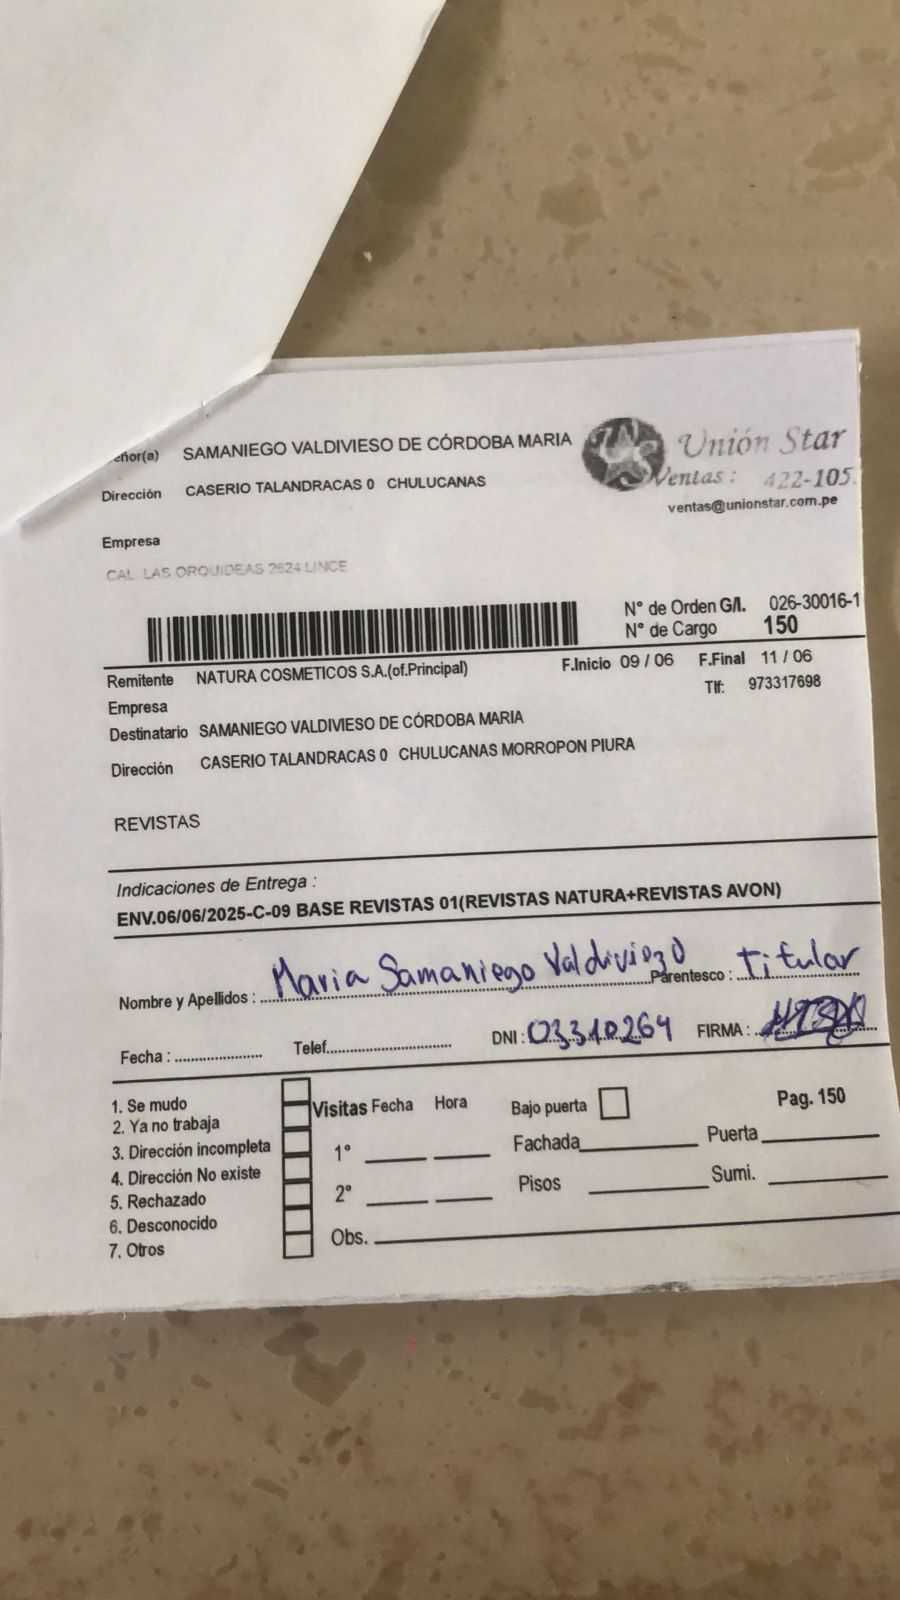 eñor(a) SAMANIEGO VALDIVIESO DE CÓRDOBA MARIA
Unión Star
Dirección CASERIO TALANDRACAS 0 CHULUCANAS
Ventas : 422-105
ventas@unionstar.com.pe
Empresa
CAL. LAS ORQUIDEAS 2624 LINCE
N° de Orden G/I. 026-30016-1
N° de Cargo 150
Remitente NATURA COSMETICOS S.A.(of.Principal) F.Inicio 09 / 06 F.Final 11 / 06
Empresa Tlf: 973317698
Destinatario SAMANIEGO VALDIVIESO DE CÓRDOBA MARIA
Dirección CASERIO TALANDRACAS 0 CHULUCANAS MORROPON PIURA
REVISTAS
Indicaciones de Entrega :
ENV.06/06/2025-C-09 BASE REVISTAS 01(REVISTAS NATURA+REVISTAS AVON)
Nombre y Apellidos : Maria Samaniego Valdiviozo Parentesco : Titular
Fecha : Telef. DNI : 03310264 FIRMA :
1. Se mudo
2. Ya no trabaja
3. Dirección incompleta
4. Dirección No existe
5. Rechazado
6. Desconocido
7. Otros
Visitas Fecha Hora Bajo puerta Pag. 150
1° Fachada Puerta
2° Pisos Sumi.
Obs.